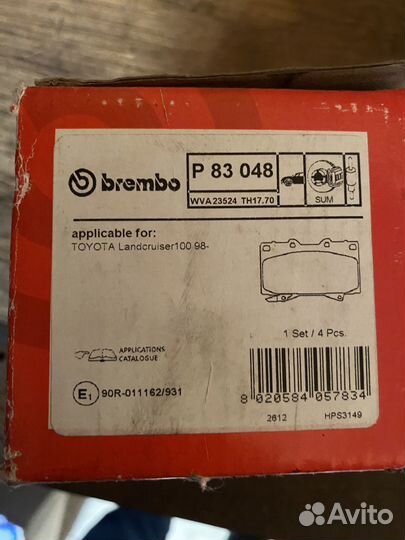 brembo
P 83 048
WVA 23524 TH17.70
SUM
applicable for:
TOYOTA Landcruiser100 98-
1 Set / 4 Pcs.
APPLICATIONS
CATALOGUE
E1 90R-011162/931
8 020584 057834
2612 HPS3149
Avito